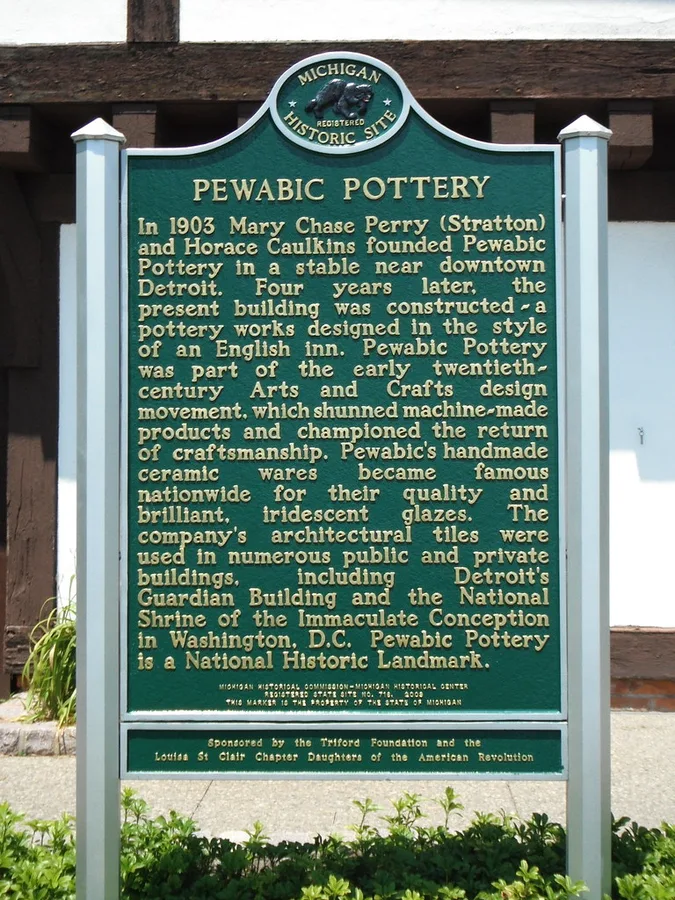 MICHIGAN
REGISTERED
HISTORIC SITE
PEWABIC POTTERY
In 1903 Mary Chase Perry (Stratton)
and Horace Caulkins founded Pewabic
Pottery in a stable near downtown
Detroit. Four years later, the
present building was constructed - a
pottery works designed in the style
of an English inn. Pewabic Pottery
was part of the early twentieth-
century Arts and Crafts design
movement, which shunned machine-made
products and championed the return
of craftsmanship. Pewabic's handmade
ceramic wares became famous
nationwide for their quality and
brilliant, iridescent glazes. The
company's architectural tiles were
used in numerous public and private
buildings, including Detroit's
Guardian Building and the National
Shrine of the Immaculate Conception
in Washington, D.C. Pewabic Pottery
is a National Historic Landmark.
MICHIGAN HISTORICAL COMMISSION-MICHIGAN HISTORICAL CENTER
REGISTERED STATE SITE NO. 716, 2003
THIS MARKER IS THE PROPERTY OF THE STATE OF MICHIGAN
Sponsored by the Triford Foundation and the
Louisa St Clair Chapter Daughters of the American Revolution